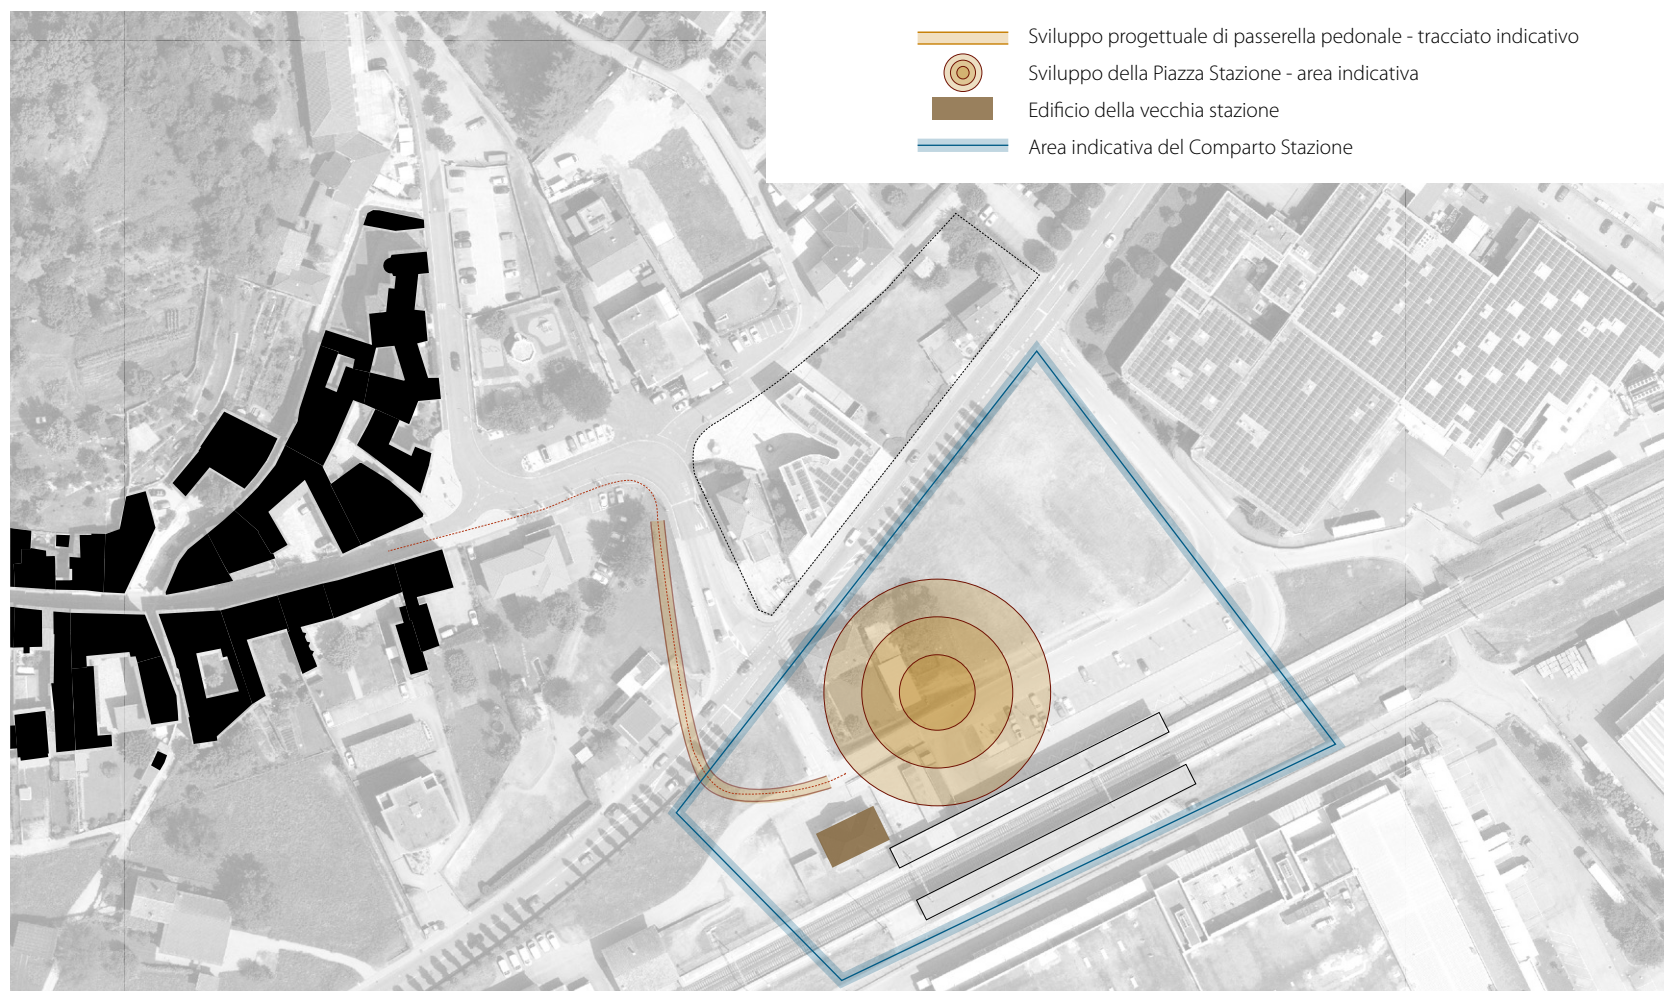 Sviluppo progettuale di passerella pedonale - tracciato indicativo
Sviluppo della Piazza Stazione - area indicativa
Edificio della vecchia stazione
Area indicativa del Comparto Stazione